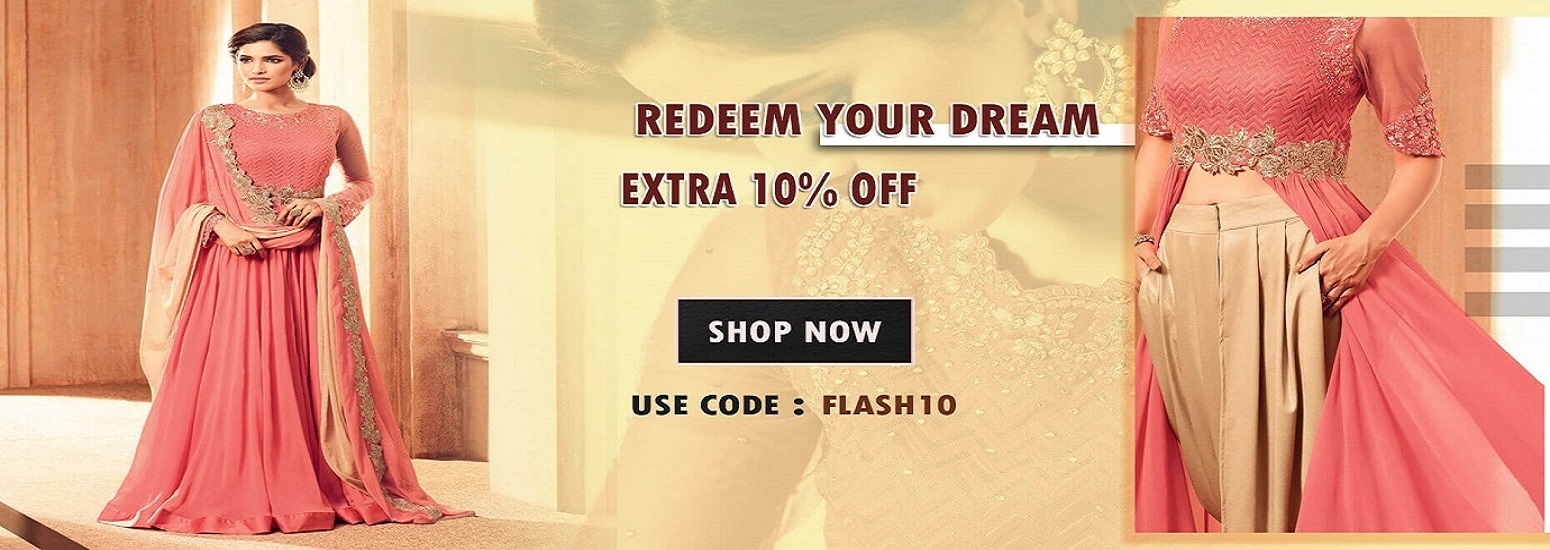 REDEEM YOUR DREAM
EXTRA 10% OFF
SHOP NOW
USE CODE : FLASH10